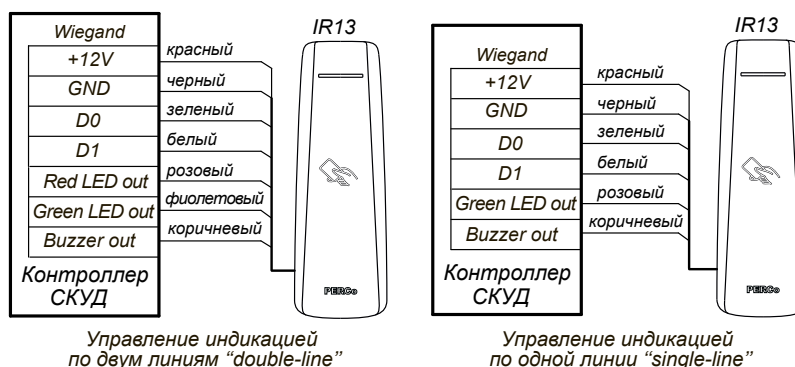 IR13
Wiegand
+12V красный
GND черный
D0 зеленый
D1 белый
Red LED out розовый
Green LED out фиолетовый
Buzzer out коричневый
Контроллер
СКУД
PERCo
Управление индикацией
по двум линиям “double-line”
IR13
Wiegand
+12V красный
GND черный
D0 зеленый
D1 белый
Green LED out розовый
Buzzer out коричневый
Контроллер
СКУД
PERCo
Управление индикацией
по одной линии “single-line”